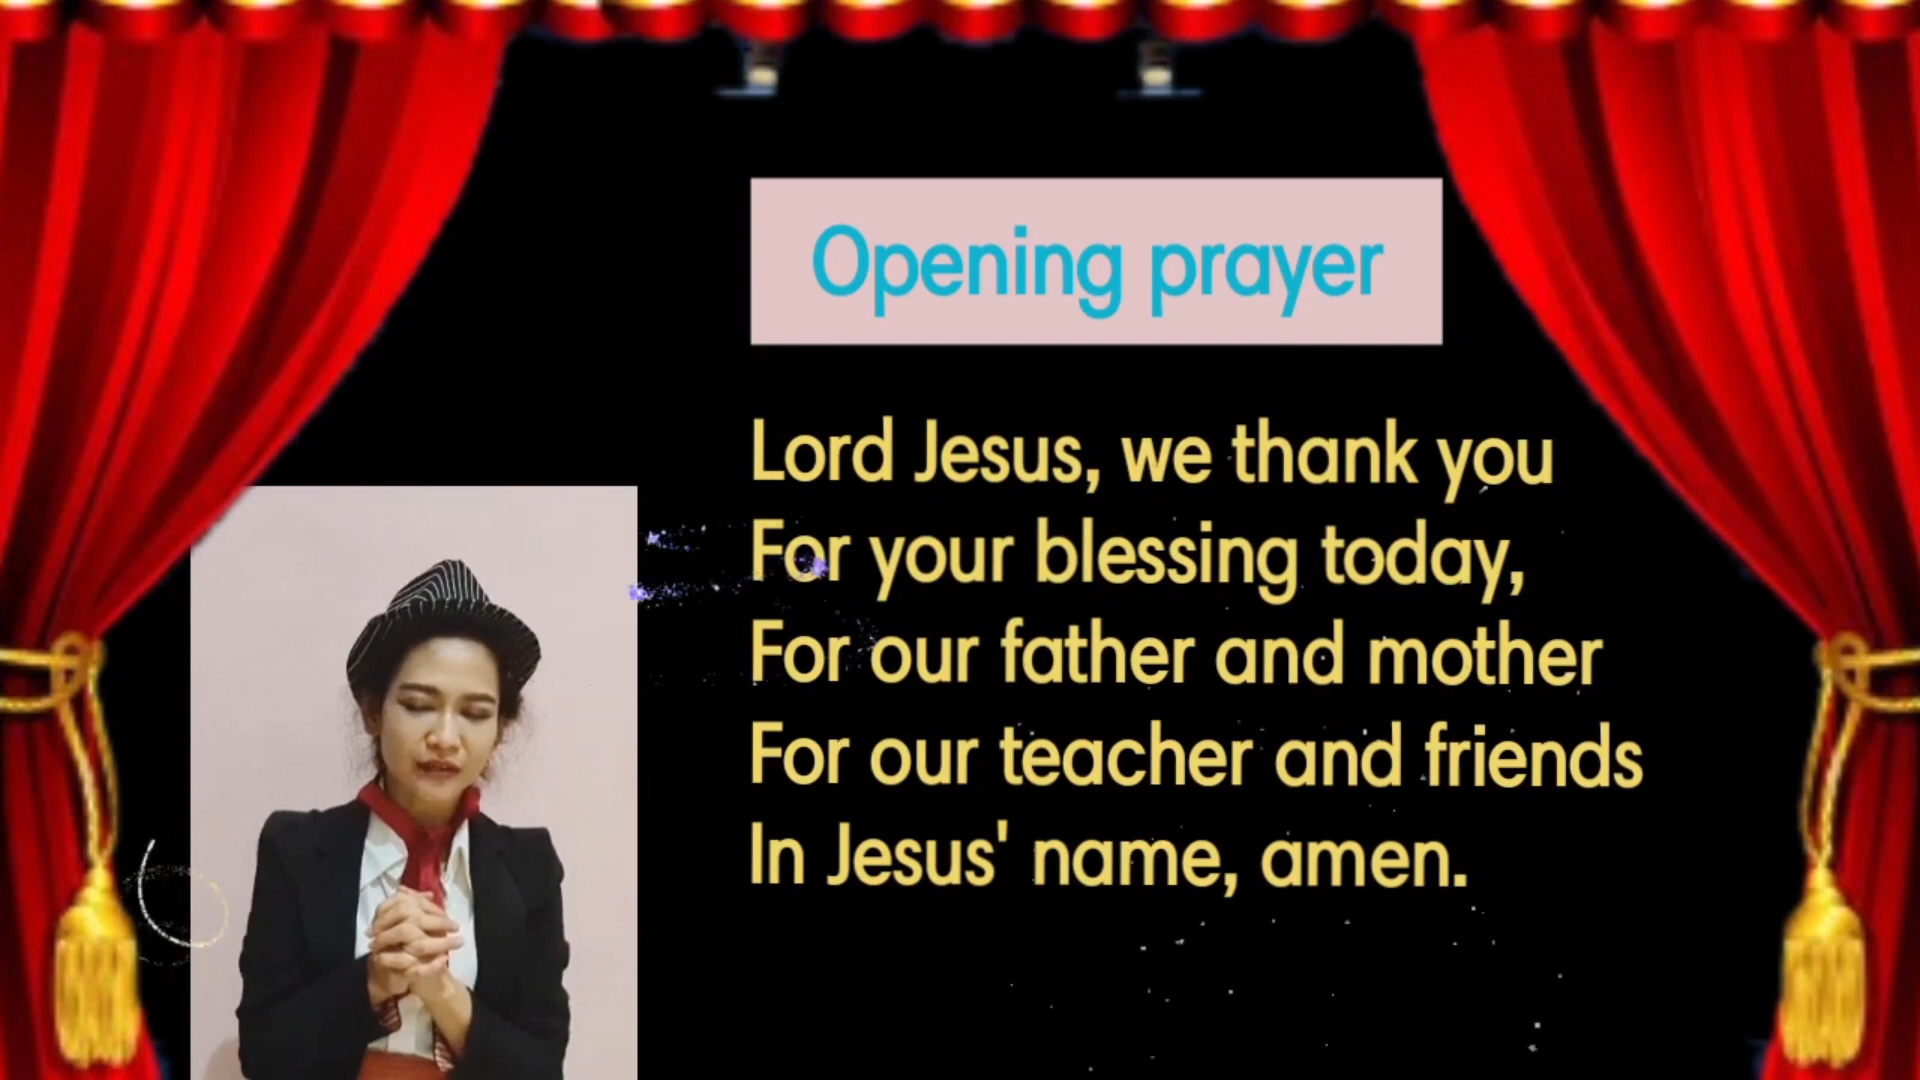 Opening prayer
Lord Jesus, we thank you
For your blessing today,
For our father and mother
For our teacher and friends
In Jesus' name, amen.